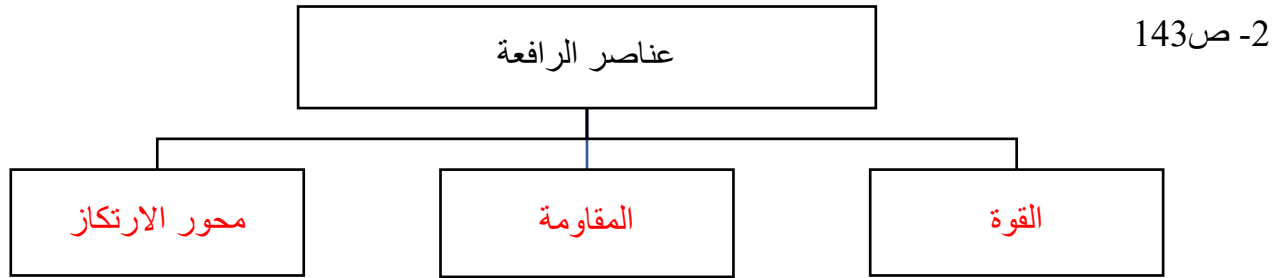 2- ص143
عناصر الرافعة
القوة
المقاومة
محور الارتكاز